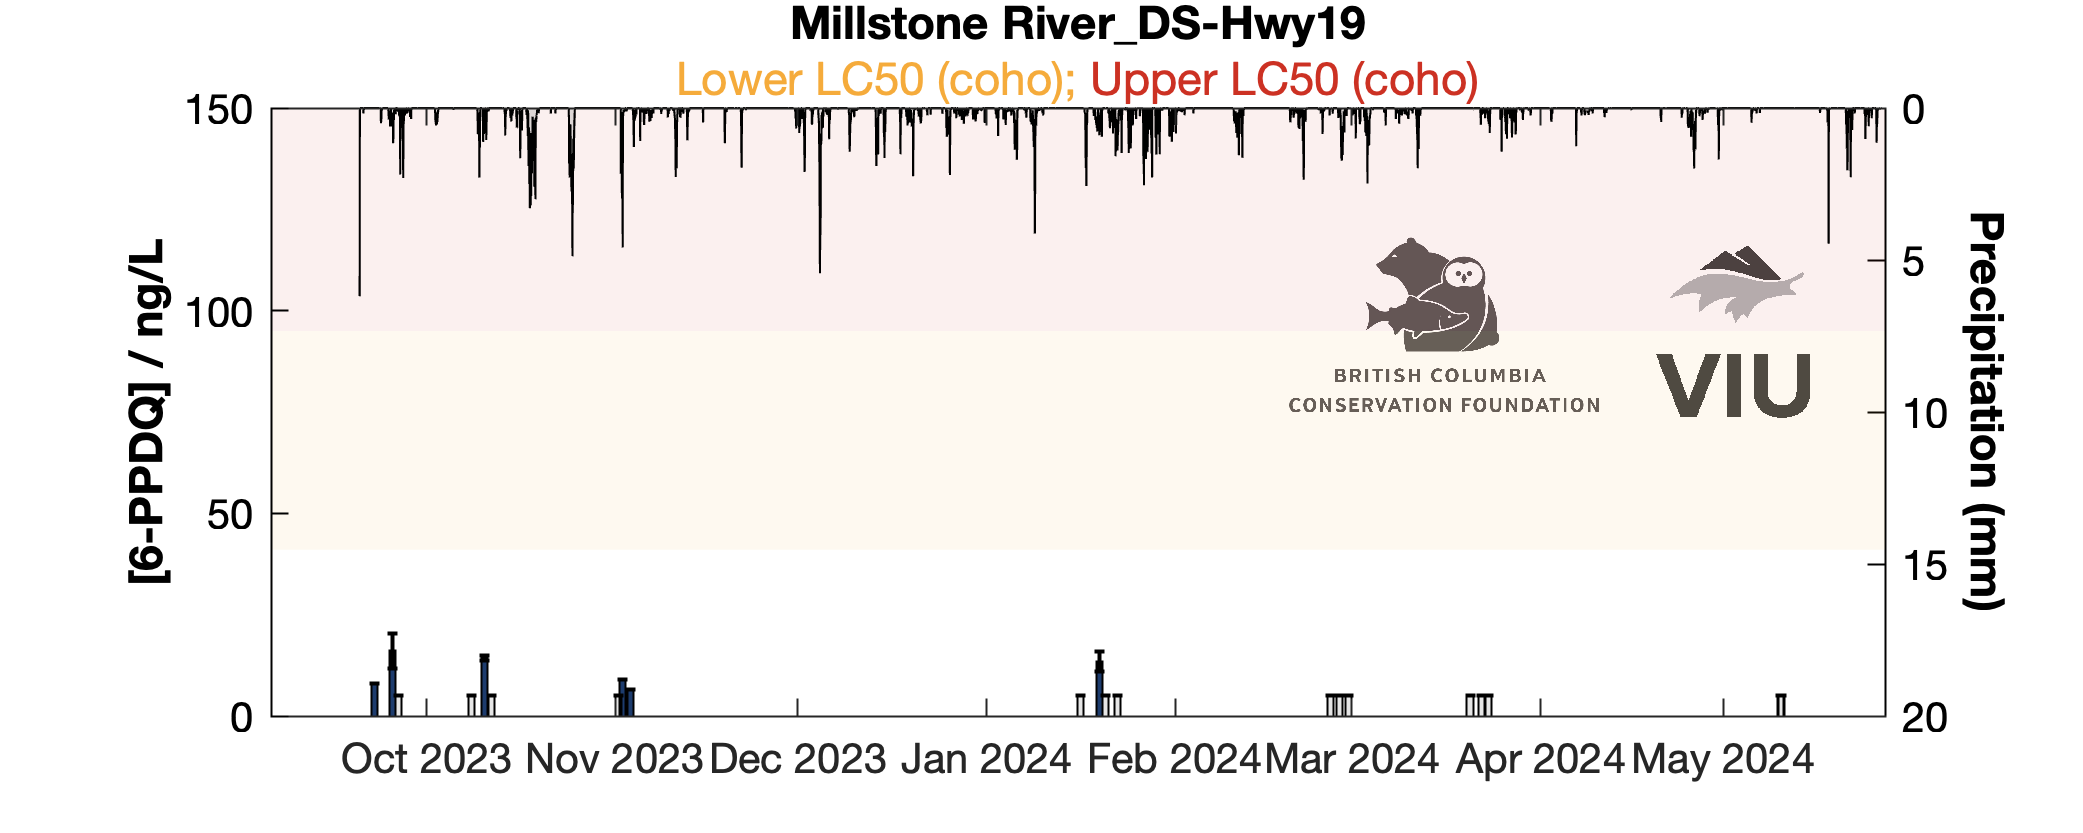 Millstone River_DS-Hwy19
Lower LC50 (coho); Upper LC50 (coho)
150
100
50
0
[6-PPDQ] / ng/L
0
5
10
15
20
Precipitation (mm)
BRITISH COLUMBIA
CONSERVATION FOUNDATION
VIU
Oct 2023 Nov 2023 Dec 2023 Jan 2024 Feb 2024 Mar 2024 Apr 2024 May 2024